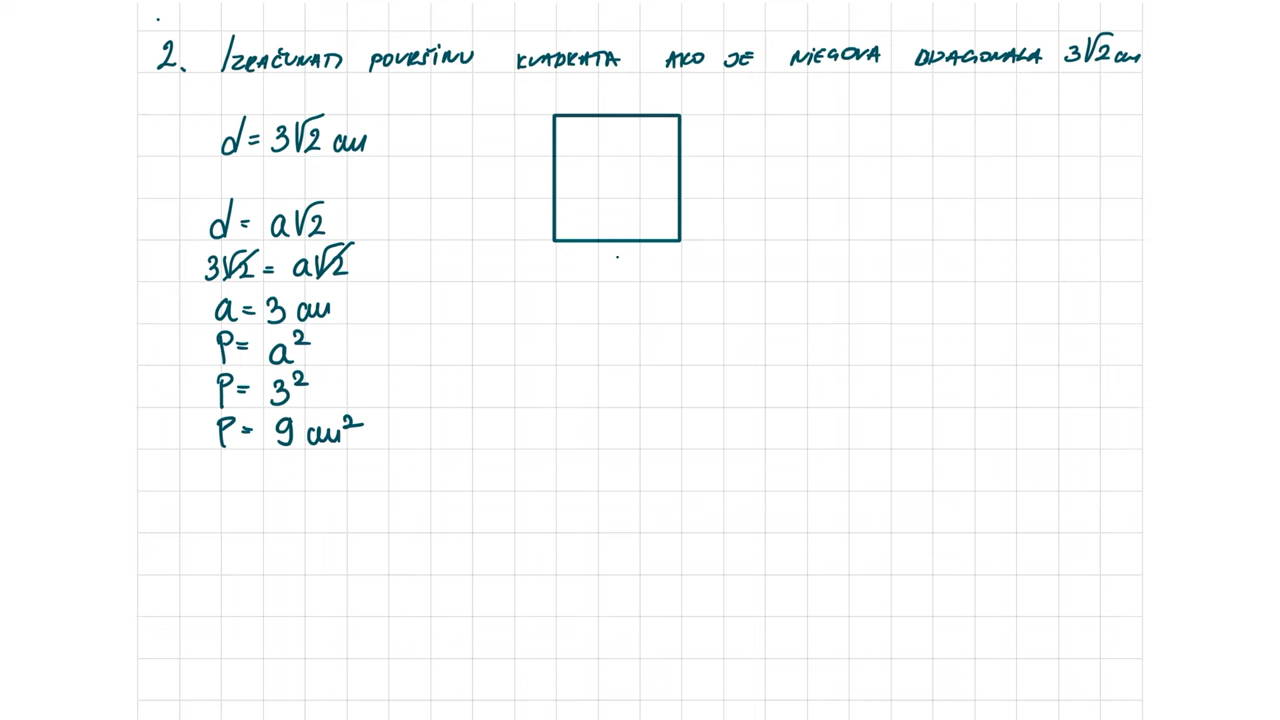 2. IZRAČUNATI POVRŠINU KVADRATA AKO JE NJEGOVA DIJAGONALA 3√2 cm
d = 3√2 cm
d = a√2
3√2 = a√2
a = 3 cm
P = a²
P = 3²
P = 9 cm²